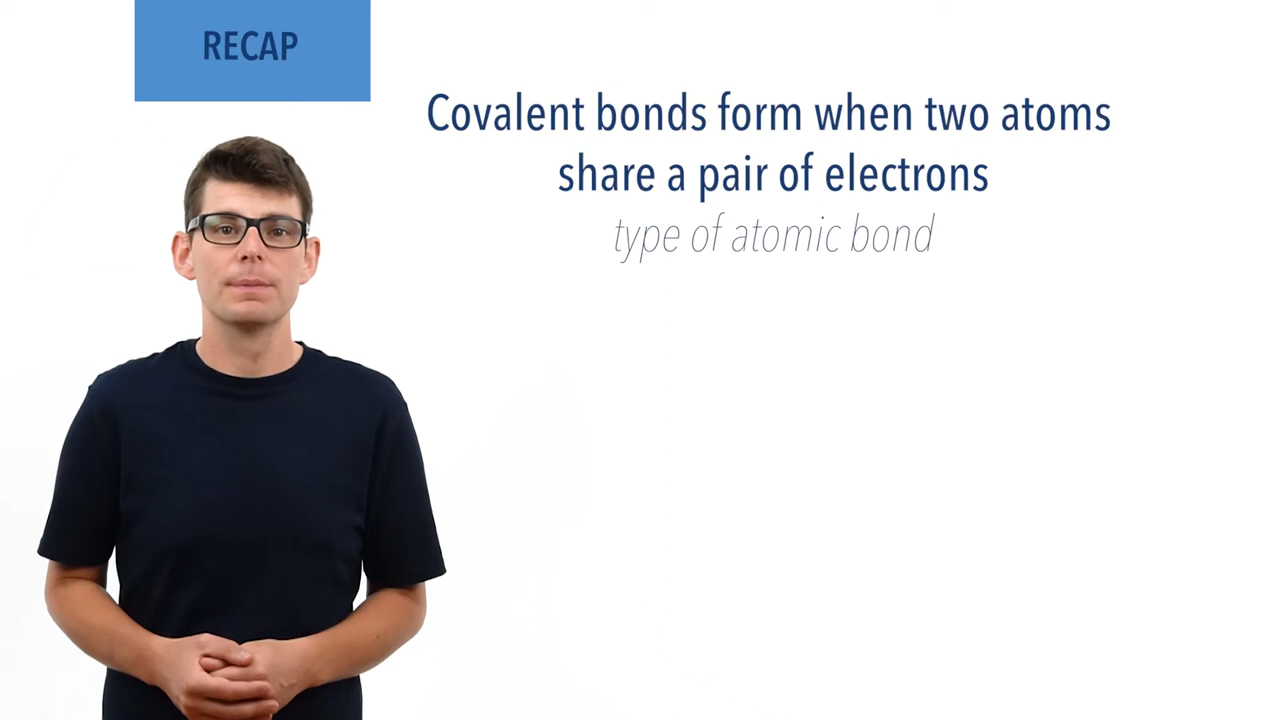 RECAP
Covalent bonds form when two atoms
share a pair of electrons
type of atomic bond